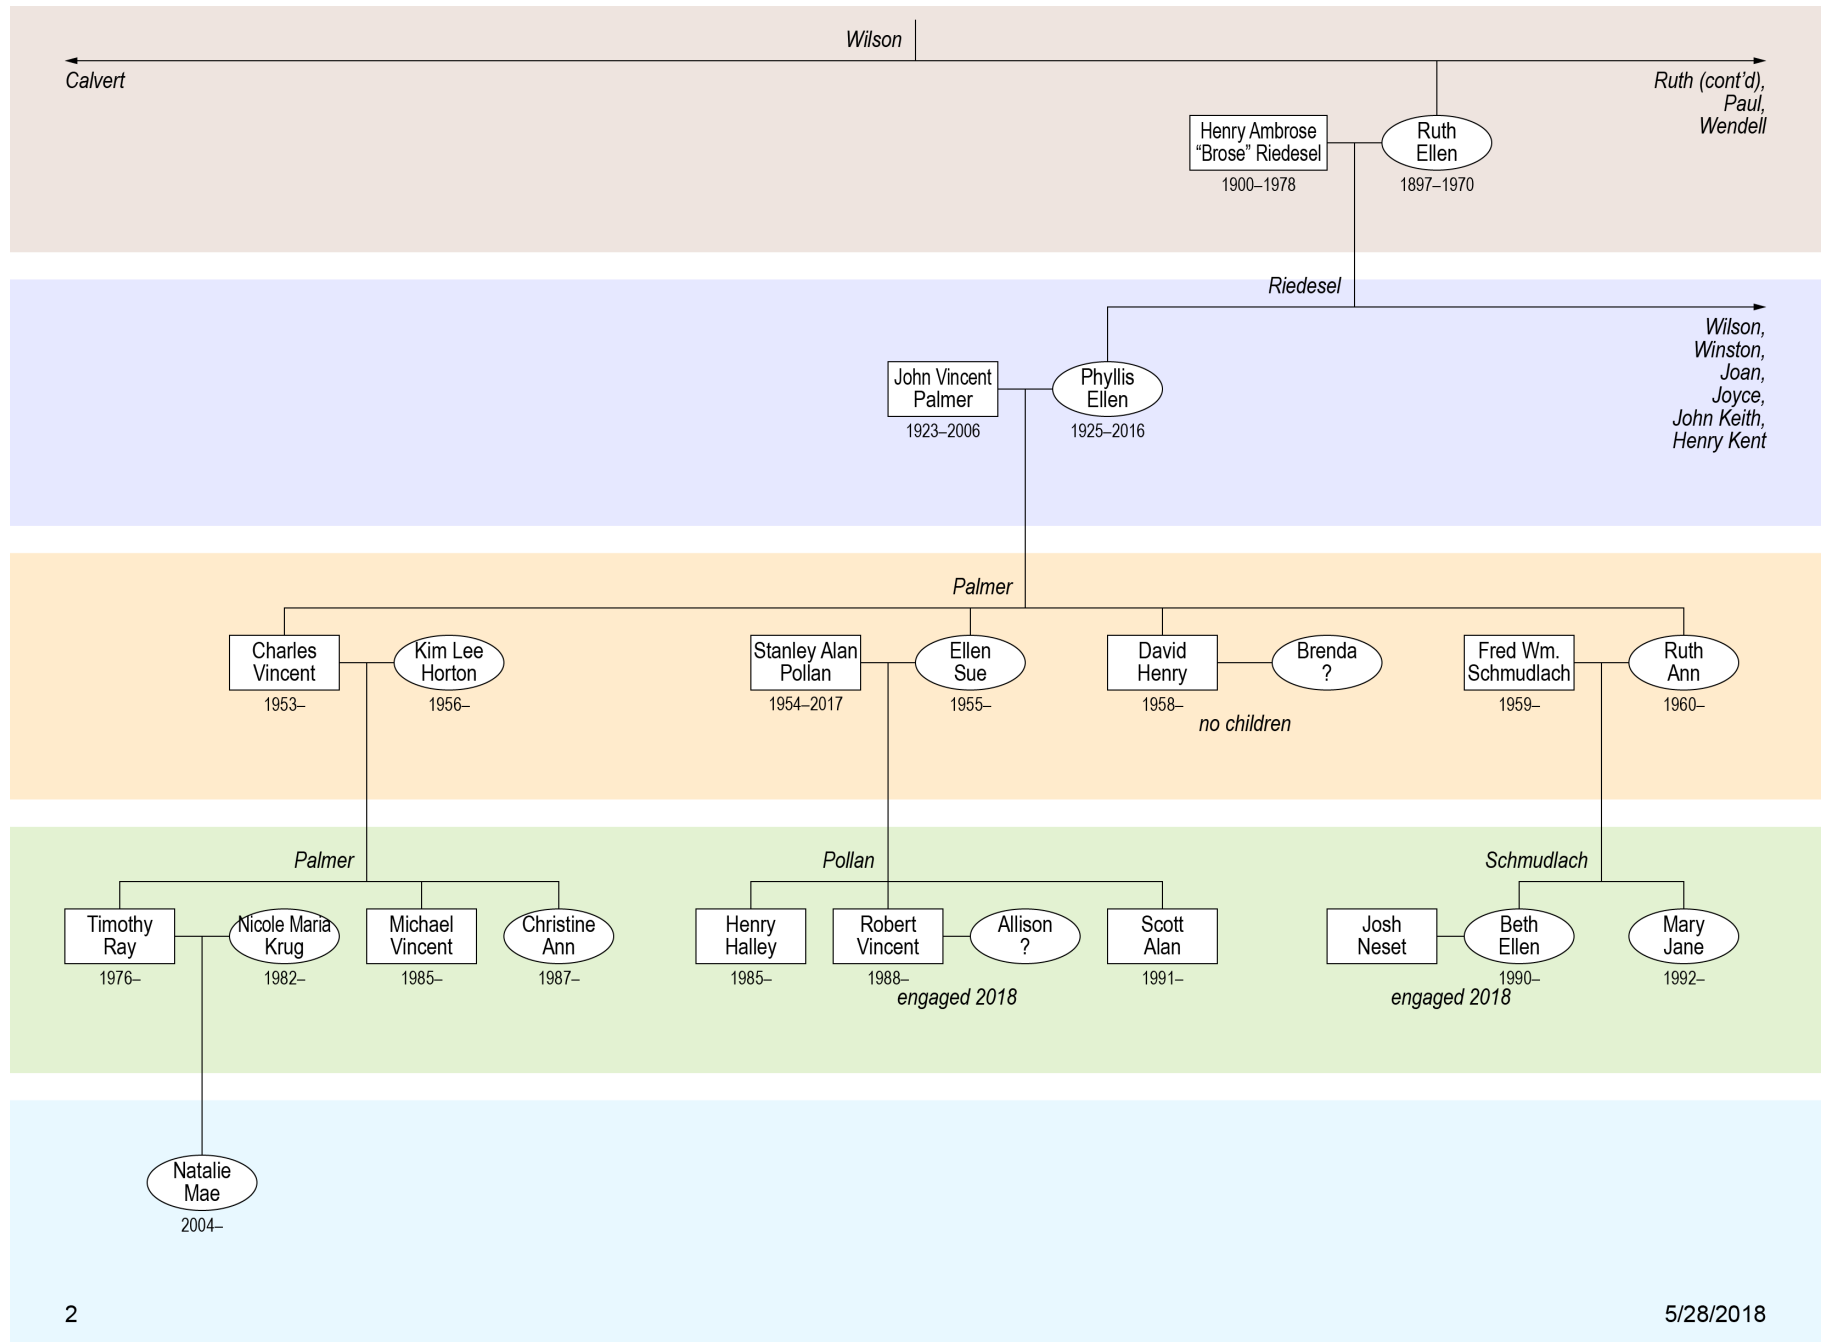 Wilson
Calvert
Ruth (cont’d),
Paul,
Wendell
Henry Ambrose
“Brose” Riedesel
1900–1978
Ruth
Ellen
1897–1970
Riedesel
Wilson,
Winston,
Joan,
Joyce,
John Keith,
Henry Kent
John Vincent
Palmer
1923–2006
Phyllis
Ellen
1925–2016
Palmer
Charles
Vincent
1953–
Kim Lee
Horton
1956–
Stanley Alan
Pollan
1954–2017
Ellen
Sue
1955–
David
Henry
1958–
Brenda
?
no children
Fred Wm.
Schmudlach
1959–
Ruth
Ann
1960–
Palmer
Timothy
Ray
1976–
Nicole Maria
Krug
1982–
Michael
Vincent
1985–
Christine
Ann
1987–
Pollan
Henry
Halley
1985–
Robert
Vincent
1988–
Allison
?
engaged 2018
Scott
Alan
1991–
Schmudlach
Josh
Neset
Beth
Ellen
1990–
engaged 2018
Mary
Jane
1992–
Natalie
Mae
2004–
2
5/28/2018